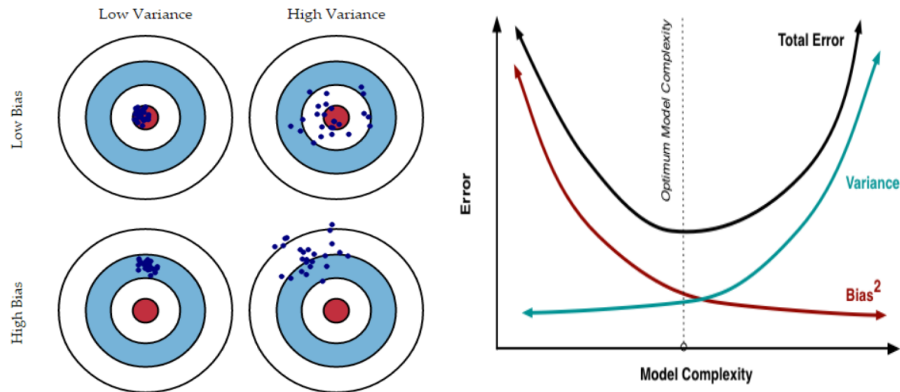 Low Variance
High Variance
Low Bias
High Bias
Error
Optimum Model Complexity
Total Error
Variance
Bias²
Model Complexity